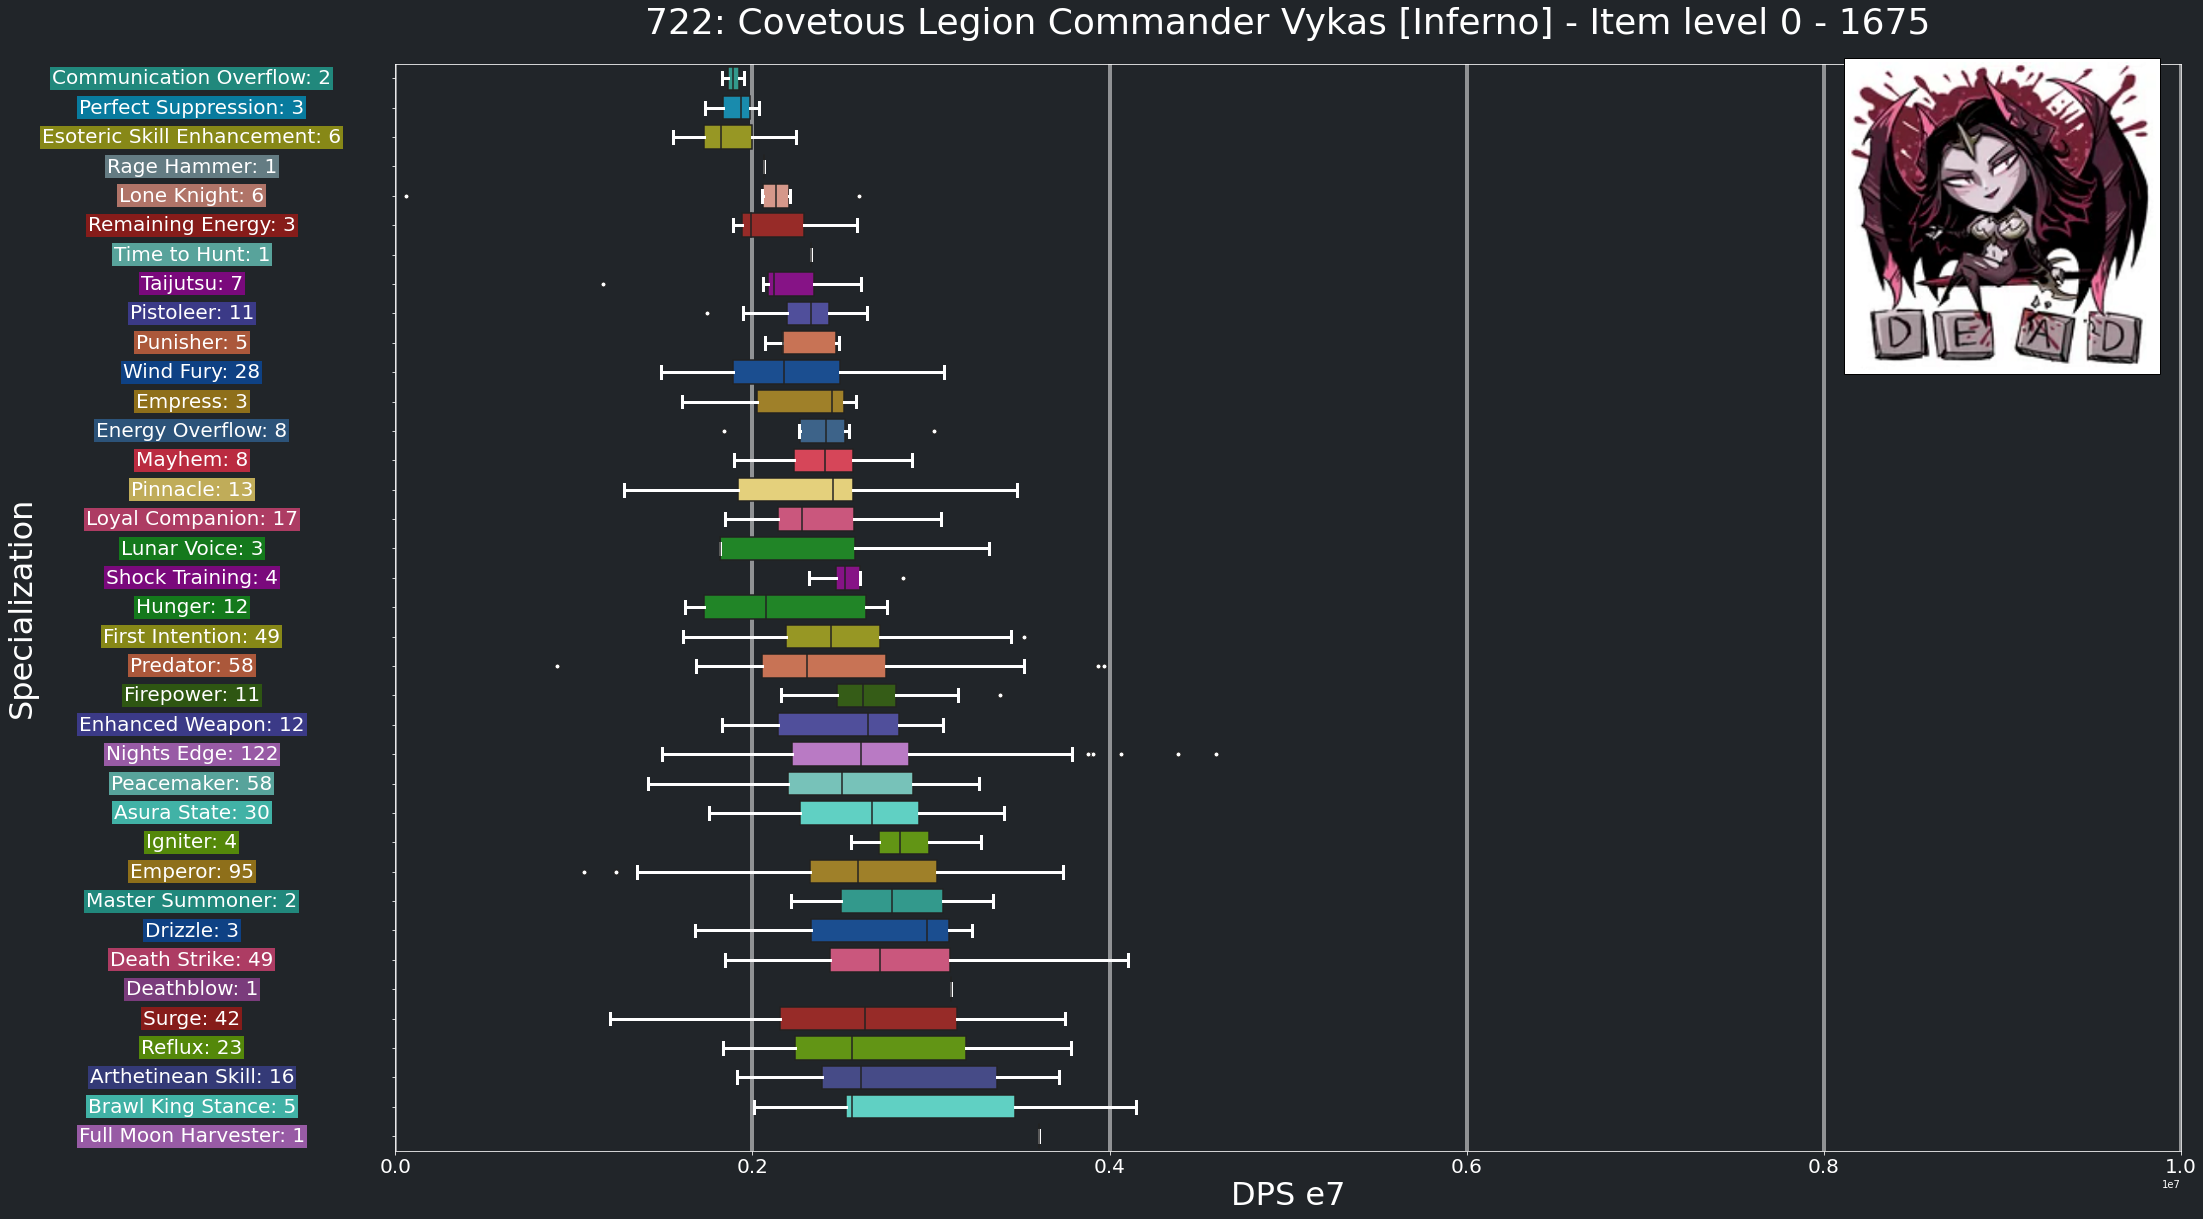 722: Covetous Legion Commander Vykas [Inferno] - Item level 0 - 1675
Specialization
Communication Overflow: 2
Perfect Suppression: 3
Esoteric Skill Enhancement: 6
Rage Hammer: 1
Lone Knight: 6
Remaining Energy: 3
Time to Hunt: 1
Taijutsu: 7
Pistoleer: 11
Punisher: 5
Wind Fury: 28
Empress: 3
Energy Overflow: 8
Mayhem: 8
Pinnacle: 13
Loyal Companion: 17
Lunar Voice: 3
Shock Training: 4
Hunger: 12
First Intention: 49
Predator: 58
Firepower: 11
Enhanced Weapon: 12
Nights Edge: 122
Peacemaker: 58
Asura State: 30
Igniter: 4
Emperor: 95
Master Summoner: 2
Drizzle: 3
Death Strike: 49
Deathblow: 1
Surge: 42
Reflux: 23
Arthetinean Skill: 16
Brawl King Stance: 5
Full Moon Harvester: 1
DEAD
0.0 0.2 0.4 0.6 0.8 1.0
1e7
DPS e7